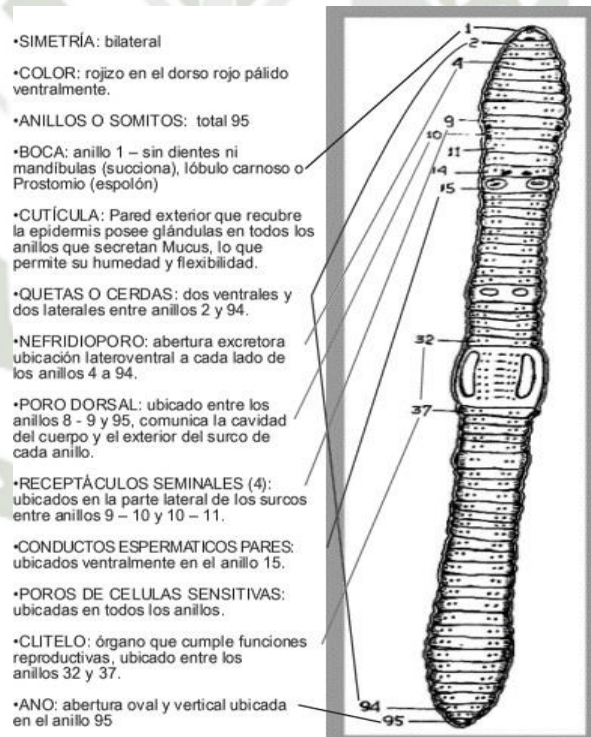 •SIMETRÍA: bilateral
•COLOR: rojizo en el dorso rojo pálido
ventralmente.
•ANILLOS O SOMITOS: total 95
•BOCA: anillo 1 – sin dientes ni
mandíbulas (succiona), lóbulo carnoso o
Prostomio (espolón)
•CUTÍCULA: Pared exterior que recubre
la epidermis posee glándulas en todos los
anillos que secretan Mucus, lo que
permite su humedad y flexibilidad.
•QUETAS O CERDAS: dos ventrales y
dos laterales entre anillos 2 y 94.
•NEFRIDIOPORO: abertura excretora
ubicación lateroventral a cada lado de
los anillos 4 a 94.
•PORO DORSAL: ubicado entre los
anillos 8 - 9 y 95, comunica la cavidad
del cuerpo y el exterior del surco de
cada anillo.
•RECEPTÁCULOS SEMINALES (4):
ubicados en la parte lateral de los surcos
entre anillos 9 – 10 y 10 – 11.
•CONDUCTOS ESPERMATICOS PARES:
ubicados ventralmente en el anillo 15.
•POROS DE CELULAS SENSITIVAS:
ubicadas en todos los anillos.
•CLITELO: órgano que cumple funciones
reproductivas, ubicado entre los
anillos 32 y 37.
•ANO: abertura oval y vertical ubicada
en el anillo 95
1
2
4
9
10
11
14
15
32
37
94
95